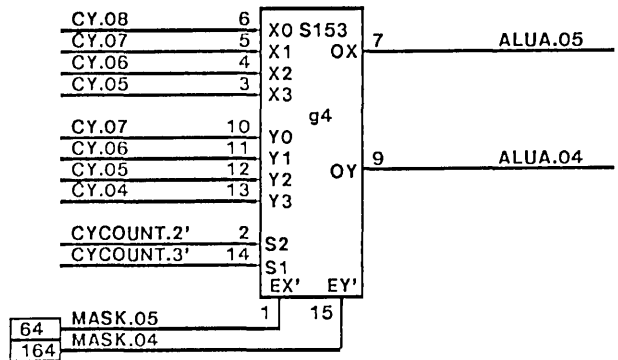 CY.08 6 X0 S153
CY.07 5 X1 OX 7 ALUA.05
CY.06 4 X2
CY.05 3 X3
g4
CY.07 10 Y0
CY.06 11 Y1
CY.05 12 Y2 OY 9 ALUA.04
CY.04 13 Y3
CYCOUNT.2' 2 S2
CYCOUNT.3' 14 S1
EX' EY'
1 15
64 MASK.05
164 MASK.04